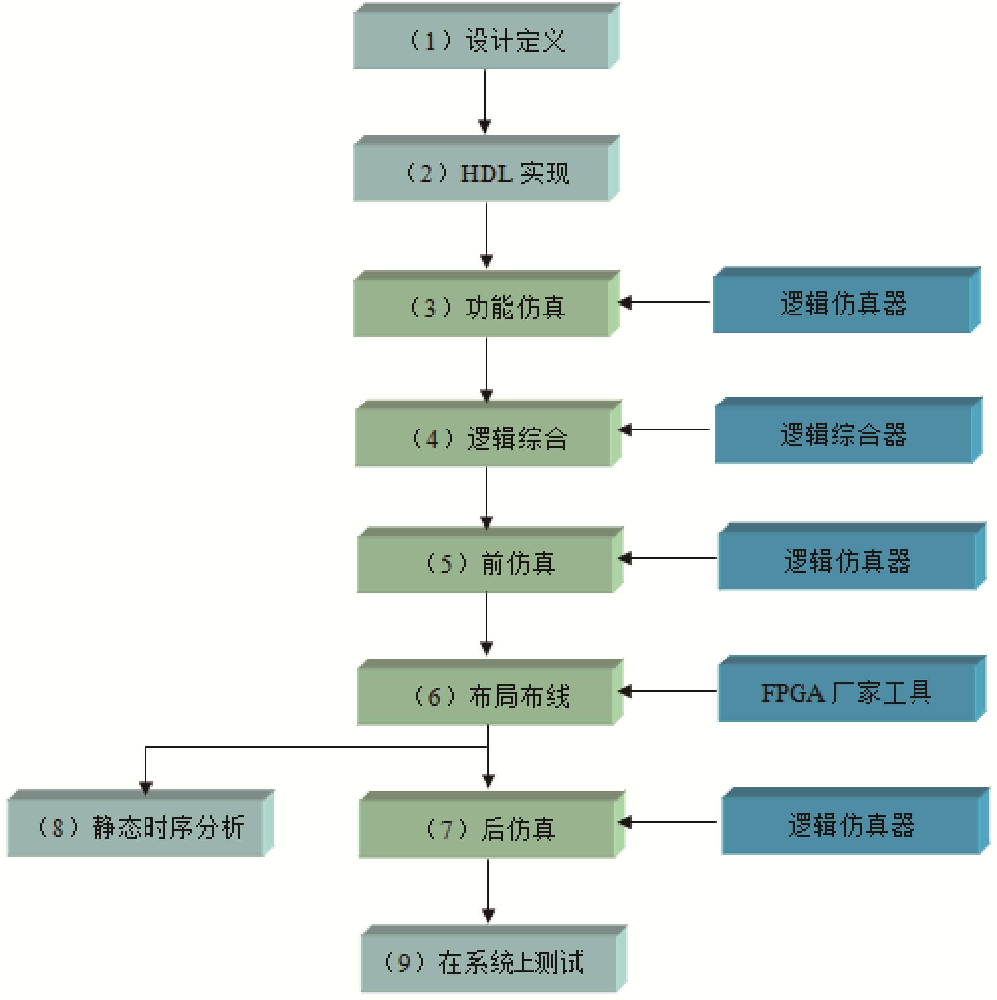 （1）设计定义
（2）HDL 实现
（3）功能仿真
逻辑仿真器
（4）逻辑综合
逻辑综合器
（5）前仿真
逻辑仿真器
（6）布局布线
FPGA 厂家工具
（8）静态时序分析
（7）后仿真
逻辑仿真器
（9）在系统上测试